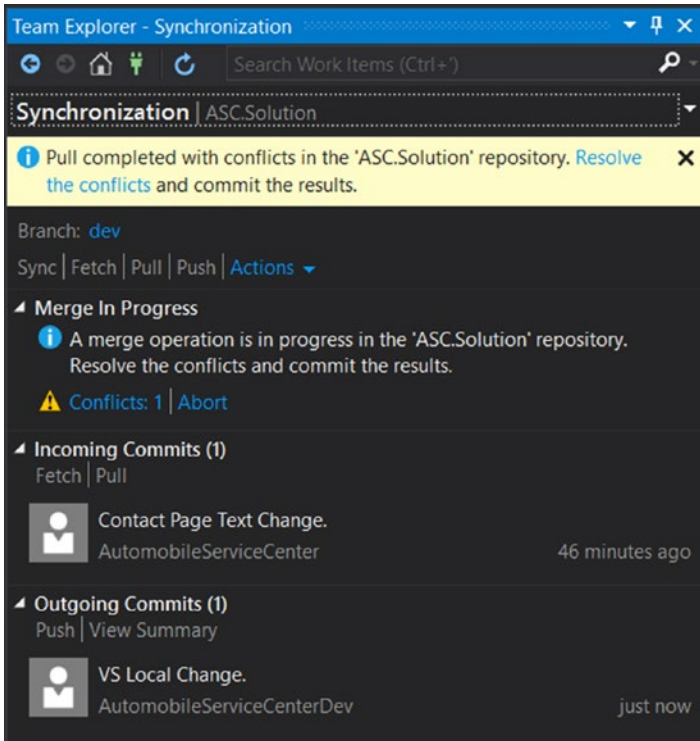 Team Explorer - Synchronization
Search Work Items (Ctrl+')
Synchronization | ASC.Solution
Pull completed with conflicts in the 'ASC.Solution' repository. Resolve
the conflicts and commit the results.
Branch: dev
Sync | Fetch | Pull | Push | Actions
Merge In Progress
A merge operation is in progress in the 'ASC.Solution' repository.
Resolve the conflicts and commit the results.
Conflicts: 1 | Abort
Incoming Commits (1)
Fetch | Pull
Contact Page Text Change.
AutomobileServiceCenter 46 minutes ago
Outgoing Commits (1)
Push | View Summary
VS Local Change.
AutomobileServiceCenterDev just now